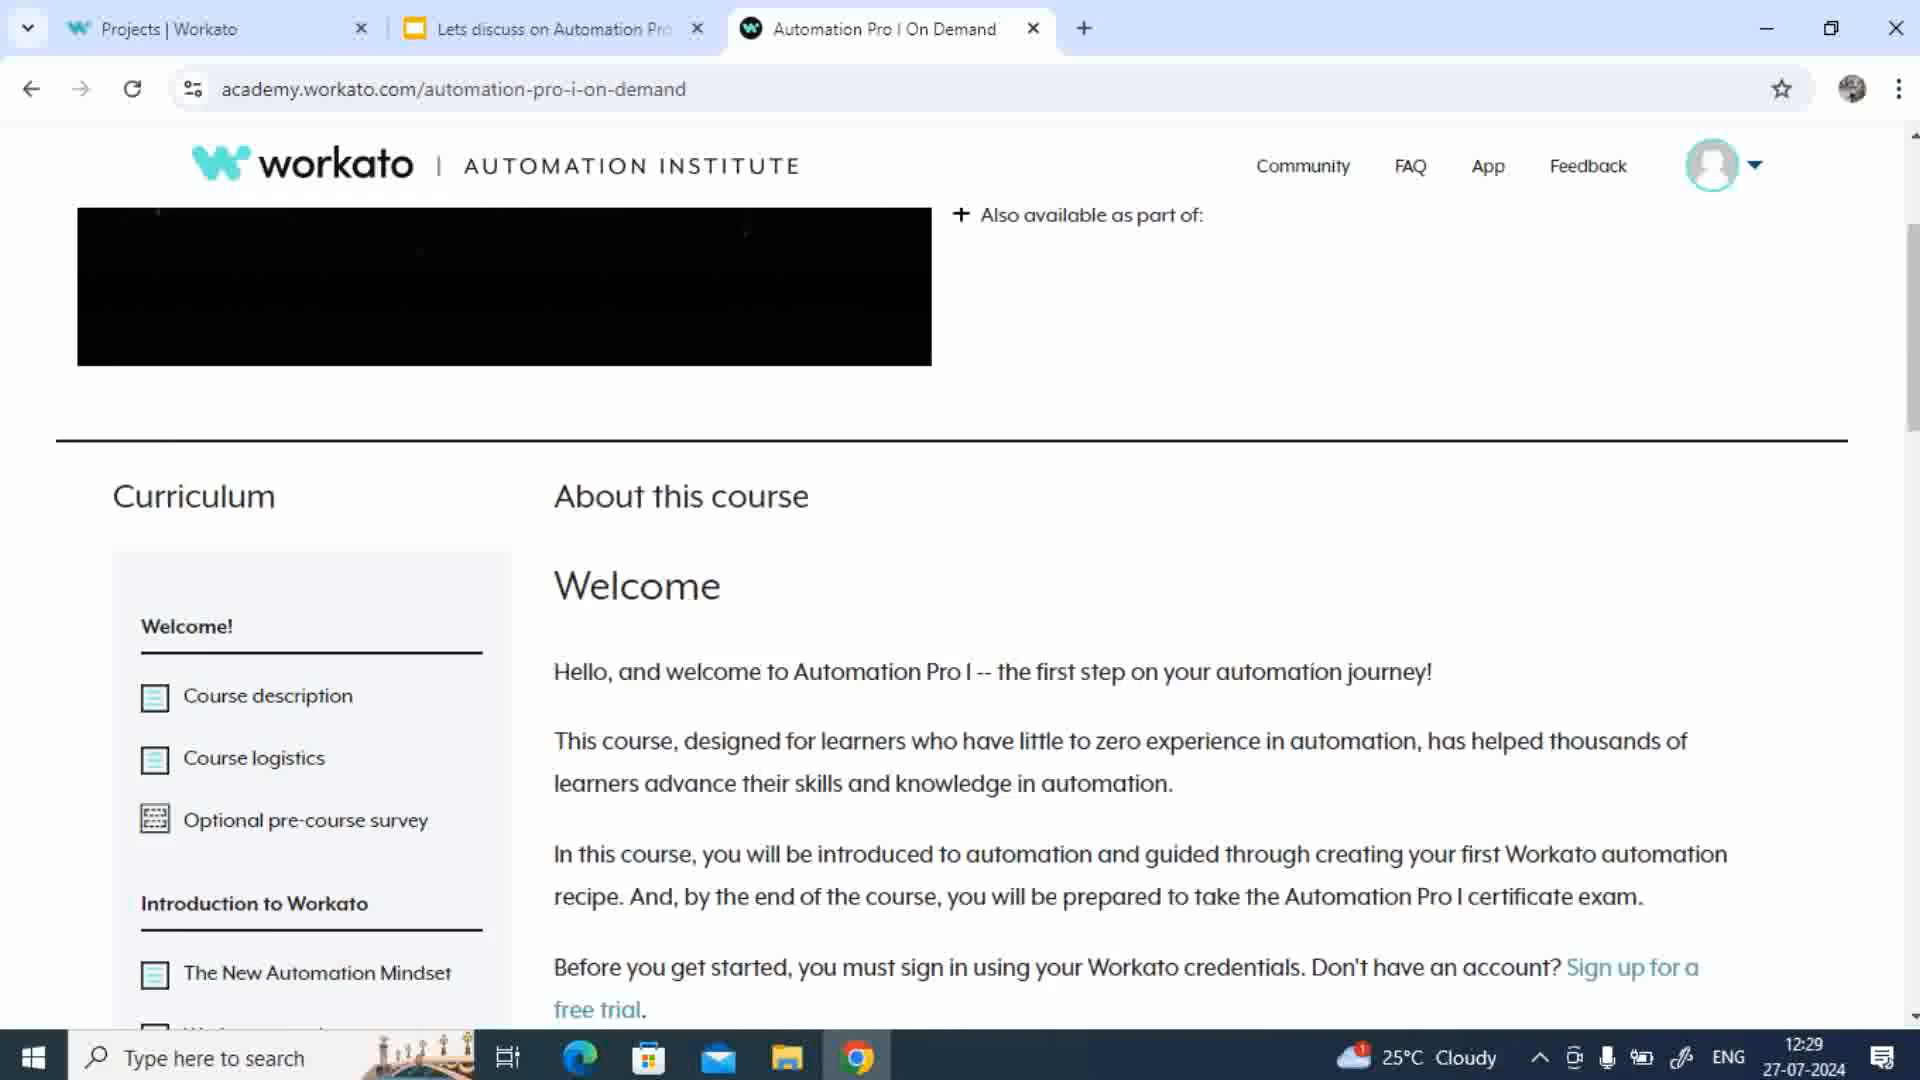 Projects | Workato
Lets discuss on Automation Pro
Automation Pro I On Demand
academy.workato.com/automation-pro-i-on-demand
workato | AUTOMATION INSTITUTE
Community FAQ App Feedback
+ Also available as part of:
Curriculum
Welcome!
Course description
Course logistics
Optional pre-course survey
Introduction to Workato
The New Automation Mindset
About this course
Welcome
Hello, and welcome to Automation Pro I -- the first step on your automation journey!
This course, designed for learners who have little to zero experience in automation, has helped thousands of
learners advance their skills and knowledge in automation.
In this course, you will be introduced to automation and guided through creating your first Workato automation
recipe. And, by the end of the course, you will be prepared to take the Automation Pro I certificate exam.
Before you get started, you must sign in using your Workato credentials. Don't have an account? Sign up for a
free trial.
Type here to search
1
25°C Cloudy
ENG
12:29
27-07-2024